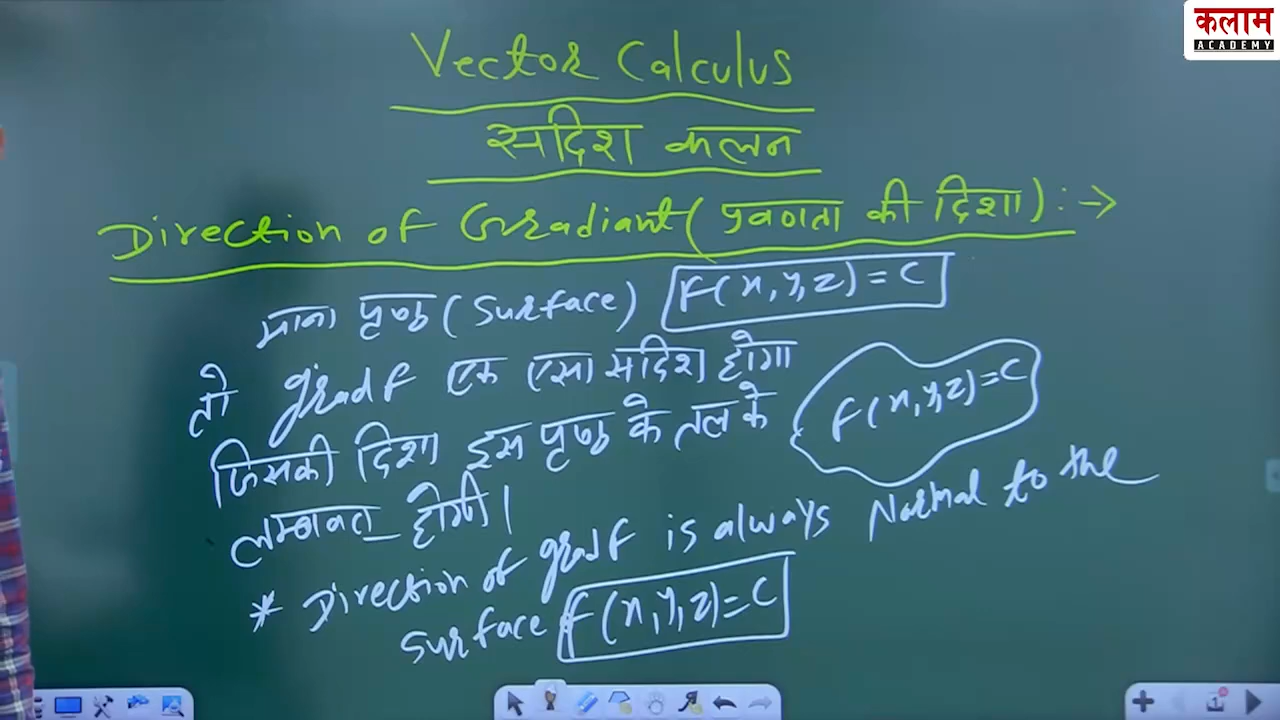 कलाम
ACADEMY
Vector Calculus
सदिश कलन
Direction of Gradiant (प्रवणता की दिशा) :->
माना पृष्ठ (Surface) F(x,y,z)=C
तो grad F एक एसा सदिश होगा
जिसकी दिशा इस पृष्ठ के तल के
लम्बवत होगी।
F(x,y,z)=C
* Direction of grad F is always Normal to the
surface F(x,y,z)=C